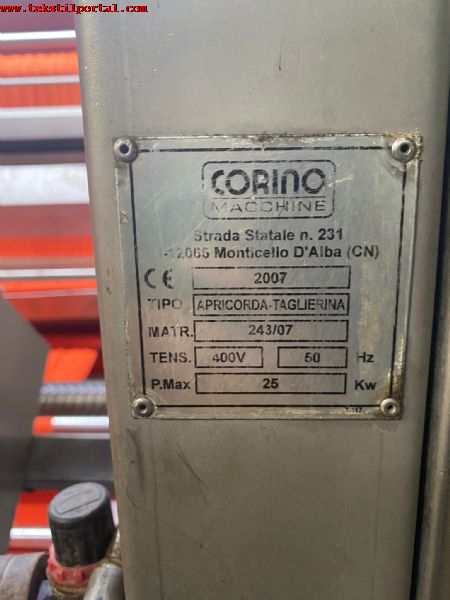 www.tekstilportal.com
CORINO
MACCHINE
Strada Statale n. 231
12066 Monticello D'Alba (CN)
CE 2007
TIPO APRICORDA-TAGLIERINA
MATR. 243/07
TENS. 400V 50 Hz
P.Max 25 Kw